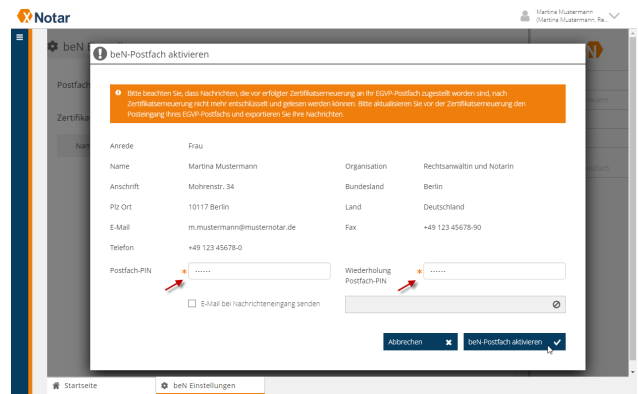 XNotar
Martina Mustermann
(Martina Mustermann, Re...
beN E
beN-Postfach aktivieren
Postfach
Bitte beachten Sie, dass Nachrichten, die vor erfolgter Zertifikatserneuerung an Ihr EGVP-Postfach zugestellt worden sind, nach
Zertifikatserneuerung nicht mehr entschlüsselt und gelesen werden können. Bitte aktualisieren Sie vor der Zertifikatserneuerung den
Posteingang Ihres EGVP-Postfachs und exportieren Sie Ihre Nachrichten.
Zertifika
Nam
Anrede Frau
Name Martina Mustermann Organisation Rechtsanwältin und Notarin
Anschrift Mohrenstr. 34 Bundesland Berlin
Plz Ort 10117 Berlin Land Deutschland
E-Mail m.mustermann@musternotar.de Fax +49 123 45678-90
Telefon +49 123 45678-0
Postfach-PIN * ...... Wiederholung * ......
Postfach-PIN
E-Mail bei Nachrichteneingang senden
Abbrechen beN-Postfach aktivieren
Startseite beN Einstellungen